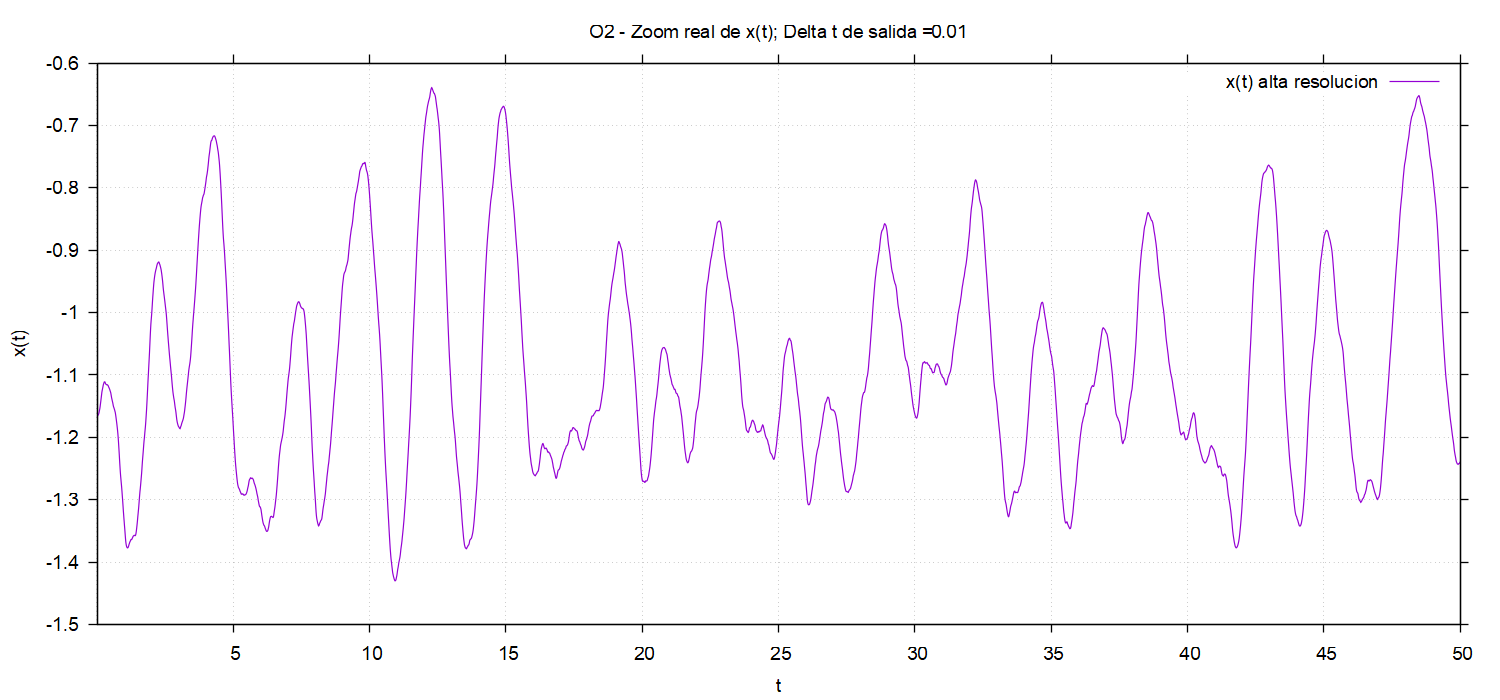 O2 - Zoom real de x(t); Delta t de salida =0.01
x(t) alta resolucion
-0.6
-0.7
-0.8
-0.9
-1
-1.1
-1.2
-1.3
-1.4
-1.5
x(t)
5 10 15 20 25 30 35 40 45 50
t